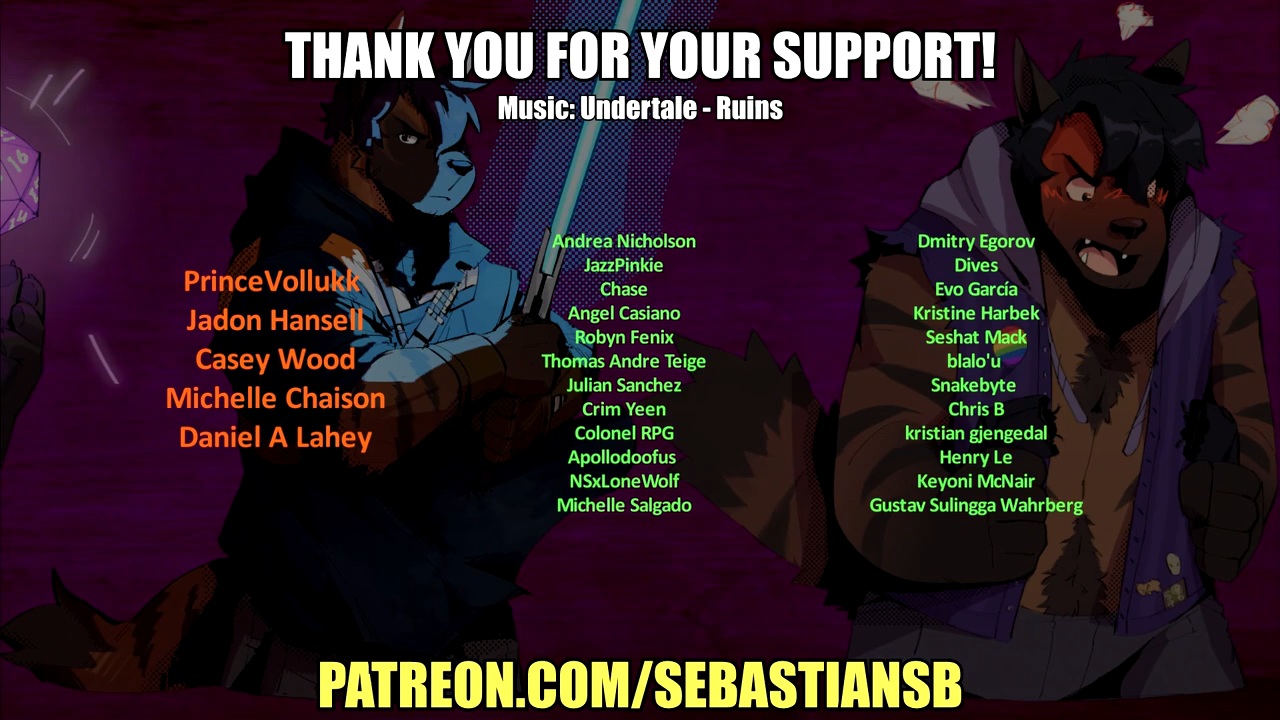 THANK YOU FOR YOUR SUPPORT!
Music: Undertale - Ruins
16
PrinceVollukk
Jadon Hansell
Casey Wood
Michelle Chaison
Daniel A Lahey
Andrea Nicholson
JazzPinkie
Chase
Angel Casiano
Robyn Fenix
Thomas Andre Teige
Julian Sanchez
Crim Yeen
Colonel RPG
Apollodoofus
NSxLoneWolf
Michelle Salgado
Dmitry Egorov
Dives
Evo García
Kristine Harbek
Seshat Mack
blalo'u
Snakebyte
Chris B
kristian gjengedal
Henry Le
Keyoni McNair
Gustav Sulingga Wahrberg
PATREON.COM/SEBASTIANSB